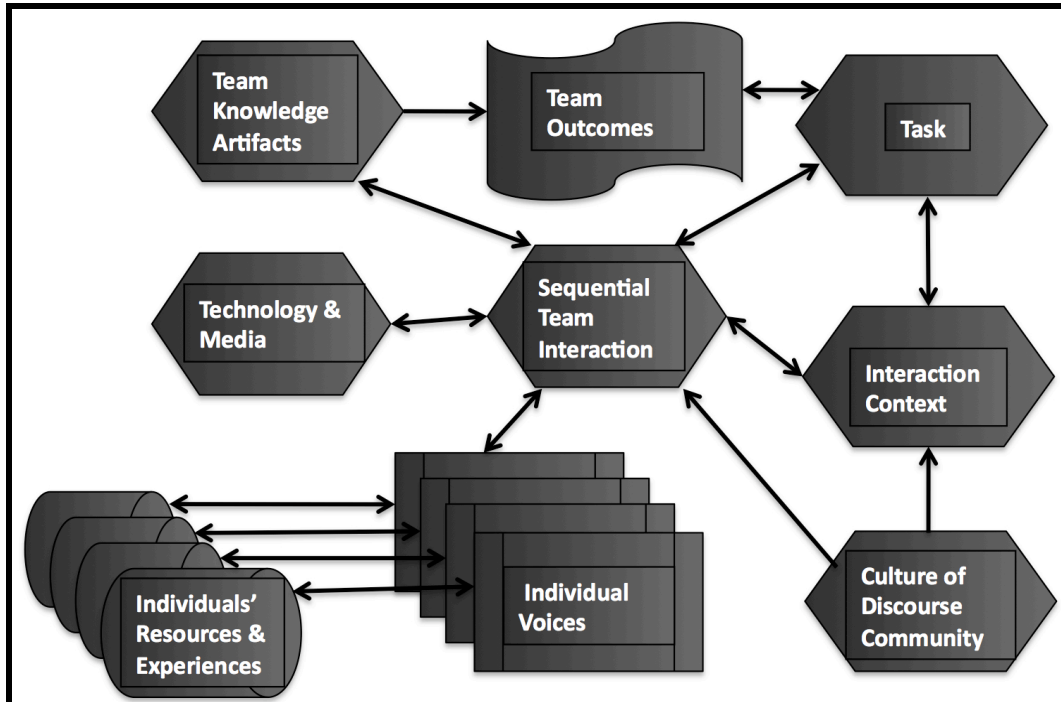 Team
Knowledge
Artifacts
Team
Outcomes
Task
Technology &
Media
Sequential
Team
Interaction
Interaction
Context
Individuals’
Resources &
Experiences
Individual
Voices
Culture of
Discourse
Community